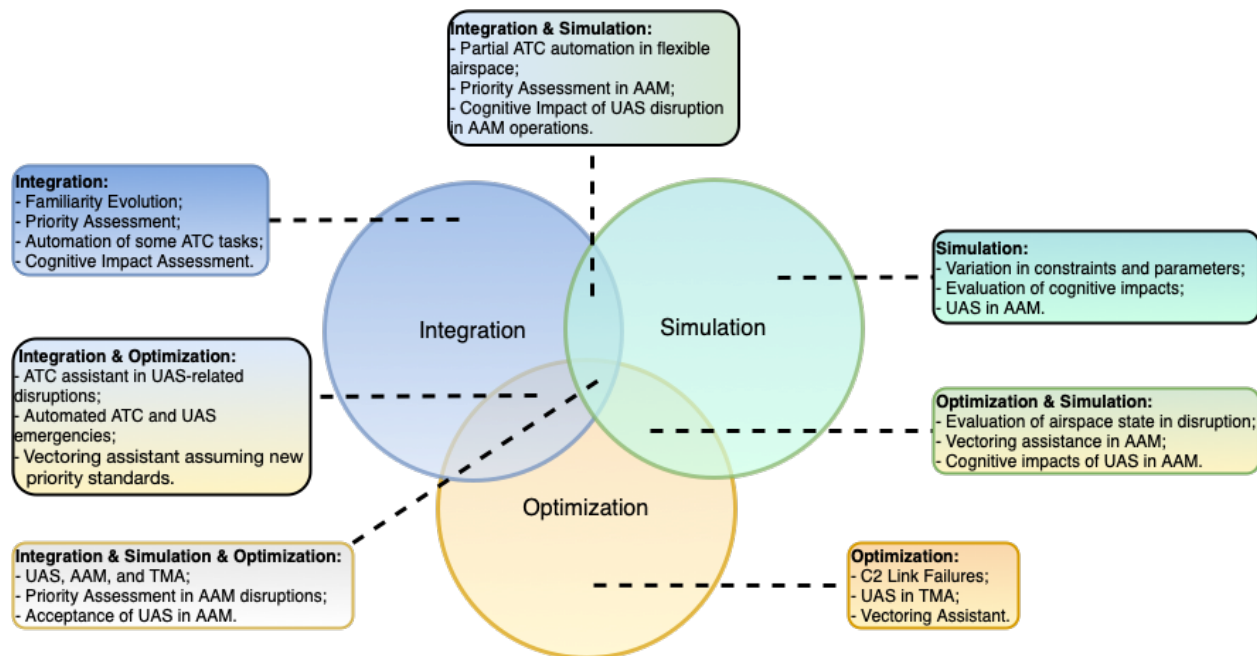 Integration & Simulation:
- Partial ATC automation in flexible
airspace;
- Priority Assessment in AAM;
- Cognitive Impact of UAS disruption
in AAM operations.
Integration:
- Familiarity Evolution;
- Priority Assessment;
- Automation of some ATC tasks;
- Cognitive Impact Assessment.
Simulation:
- Variation in constraints and parameters;
- Evaluation of cognitive impacts;
- UAS in AAM.
Integration
Simulation
Integration & Optimization:
- ATC assistant in UAS-related
disruptions;
- Automated ATC and UAS
emergencies;
- Vectoring assistant assuming new
priority standards.
Optimization & Simulation:
- Evaluation of airspace state in disruption;
- Vectoring assistance in AAM;
- Cognitive impacts of UAS in AAM.
Optimization
Integration & Simulation & Optimization:
- UAS, AAM, and TMA;
- Priority Assessment in AAM disruptions;
- Acceptance of UAS in AAM.
Optimization:
- C2 Link Failures;
- UAS in TMA;
- Vectoring Assistant.